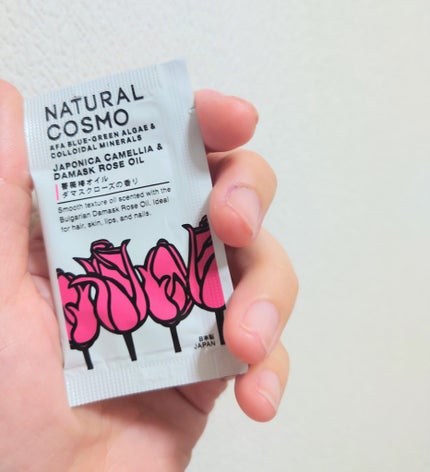 NATURAL
COSMO
AFA BLUE-GREEN ALGAE &
COLLOIDAL MINERALS
JAPONICA CAMELLIA &
DAMASK ROSE OIL
薔薇椿オイル
ダマスクローズの香り
Smooth texture oil scented with the
Bulgarian Damask Rose Oil. Ideal
for hair, skin, lips, and nails.
日本製
JAPAN